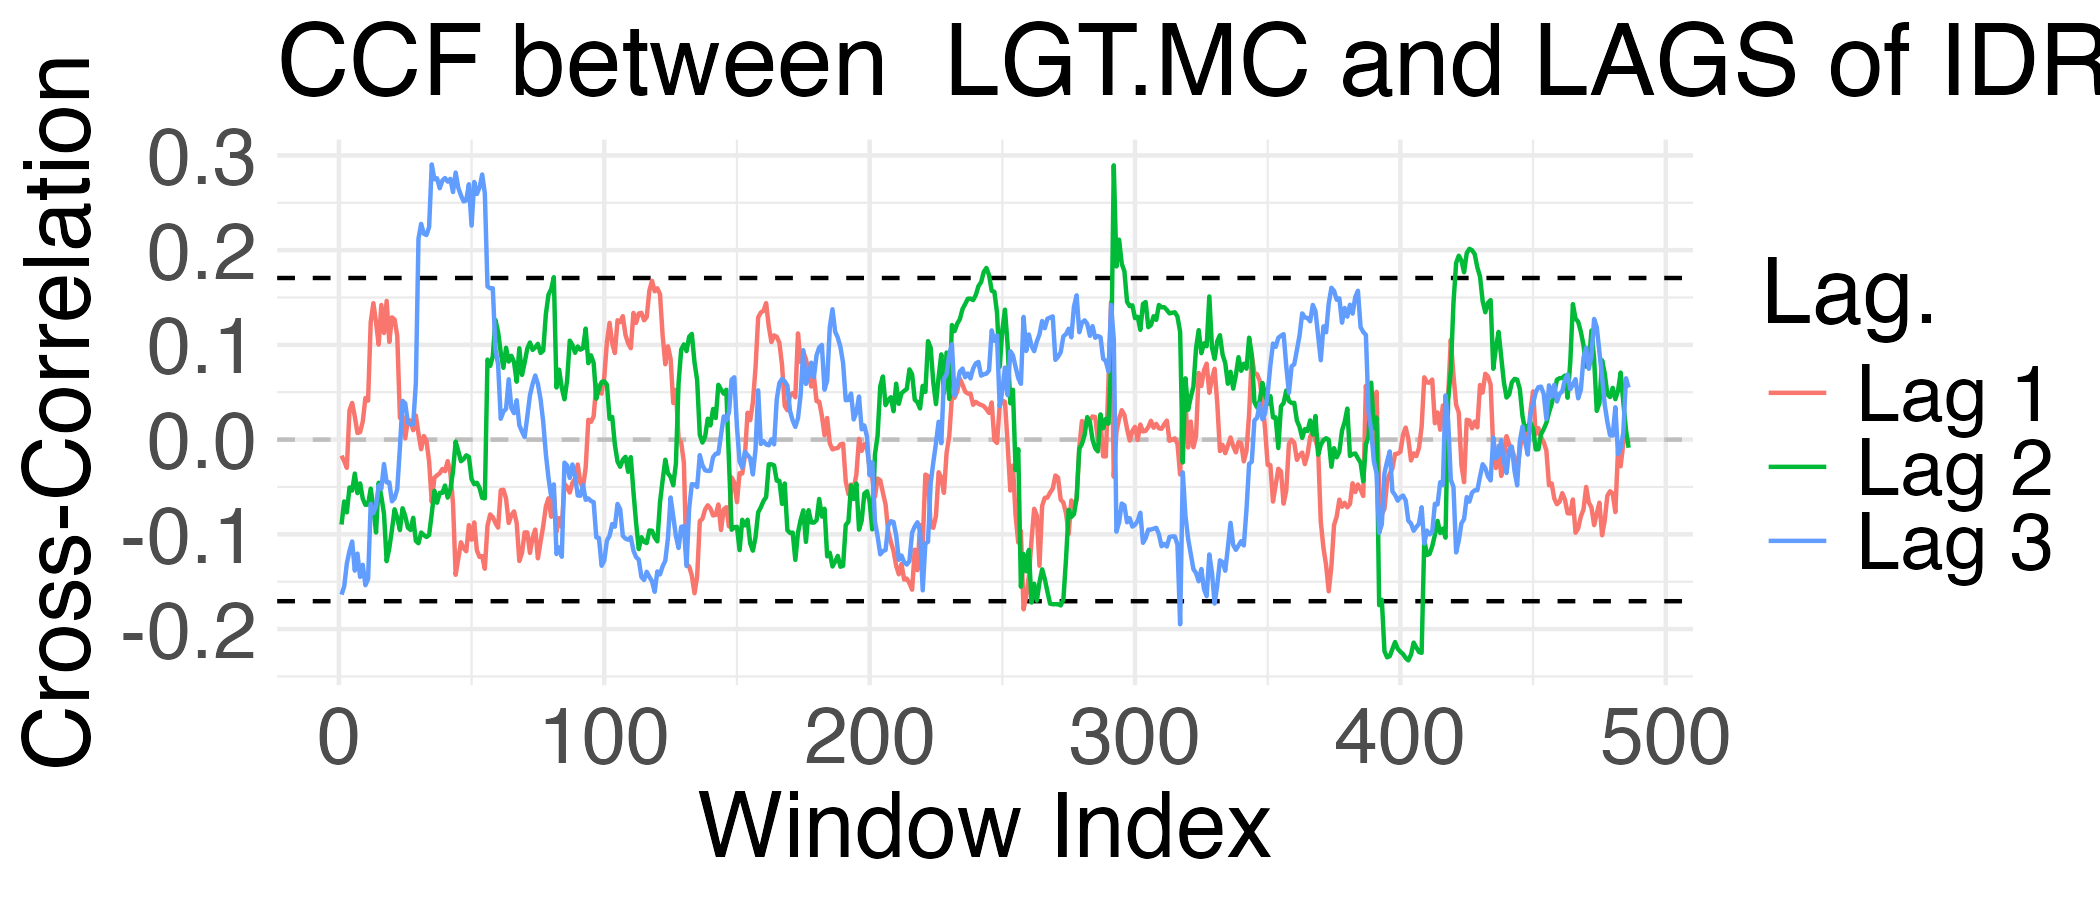 CCF between  LGT.MC and LAGS of IDR
Cross-Correlation
0.3
0.2
0.1
0.0
-0.1
-0.2
0 100 200 300 400 500
Window Index
Lag.
Lag 1
Lag 2
Lag 3